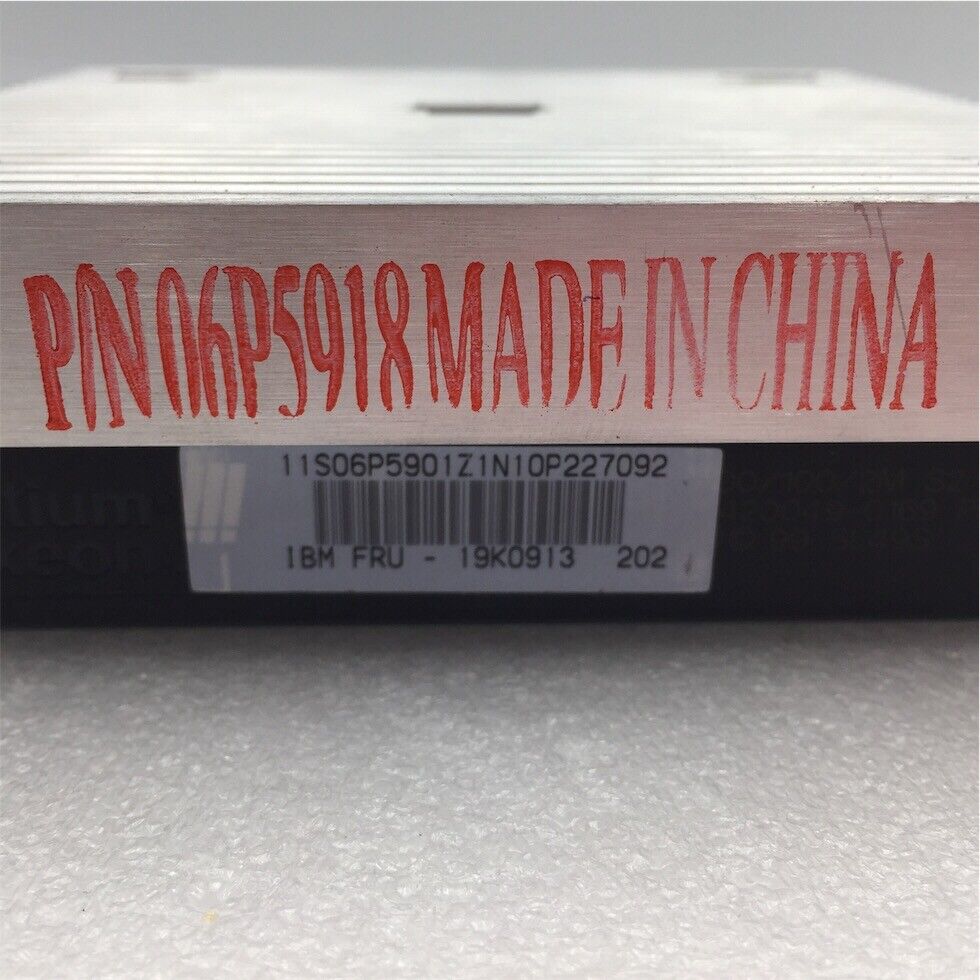 P/N 06P5918 MADE IN CHINA
11S06P5901Z1N10P227092
IBM FRU - 19K0913 202